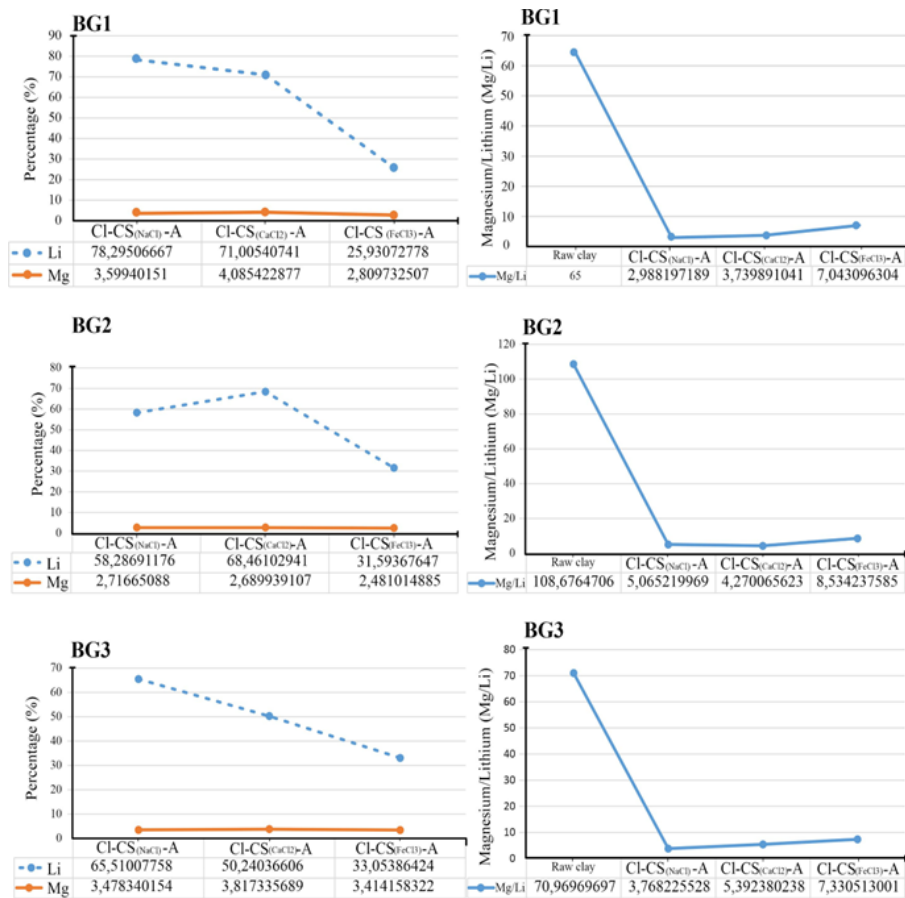 BG1
Percentage (%)
90
80
70
60
50
40
30
20
10
0
Cl-CS(NaCl)-A Cl-CS(CaCl2)-A Cl-CS (FeCl3)-A
Li 78,29506667 71,00540741 25,93072778
Mg 3,59940151 4,085422877 2,809732507
Magnesium/Lithium (Mg/Li)
70
60
50
40
30
20
10
0
Raw clay Cl-CS(NaCl)-A Cl-CS(CaCl2)-A Cl-CS(FeCl3)-A
Mg/Li 65 2,988197189 3,739891041 7,043096304
BG2
Percentage (%)
80
70
60
50
40
30
20
10
0
Cl-CS(NaCl)-A Cl-CS(CaCl2)-A Cl-CS(FeCl3)-A
Li 58,28691176 68,46102941 31,59367647
Mg 2,71665088 2,689939107 2,481014885
BG2
Magnesium/Lithium (Mg/Li)
120
100
80
60
40
20
0
Raw clay Cl-CS(NaCl)-A Cl-CS(CaCl2)-A Cl-CS(FeCl3)-A
Mg/Li 108,6764706 5,065219969 4,270065623 8,534237585
BG3
Percentage (%)
70
60
50
40
30
20
10
0
Cl-CS(NaCl)-A Cl-CS(CaCl2)-A Cl-CS(FeCl3)-A
Li 65,51007758 50,24036606 33,05386424
Mg 3,478340154 3,817335689 3,414158322
BG3
Magnesium/Lithium (Mg/Li)
80
70
60
50
40
30
20
10
0
Raw clay Cl-CS(NaCl)-A Cl-CS(CaCl2)-A Cl-CS(FeCl3)-A
Mg/Li 70,96969697 3,768225528 5,392380238 7,330513001